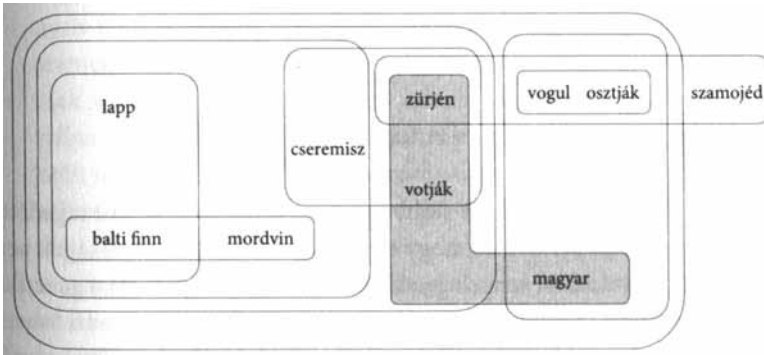 lapp
zürjén
vogul osztják
szamojéd
cseremisz
votják
balti finn
mordvin
magyar